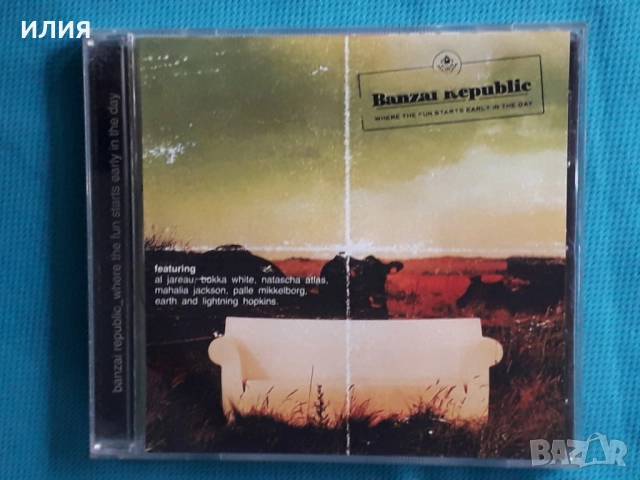 илия
Banzai Republic
WHERE THE FUN STARTS EARLY IN THE DAY
featuring
al jareau, bukka white, natascha atlas,
mahalia jackson, palle mikkelborg,
earth and lightning hopkins.
banzai republic_where the fun starts early in the day
BAZAR